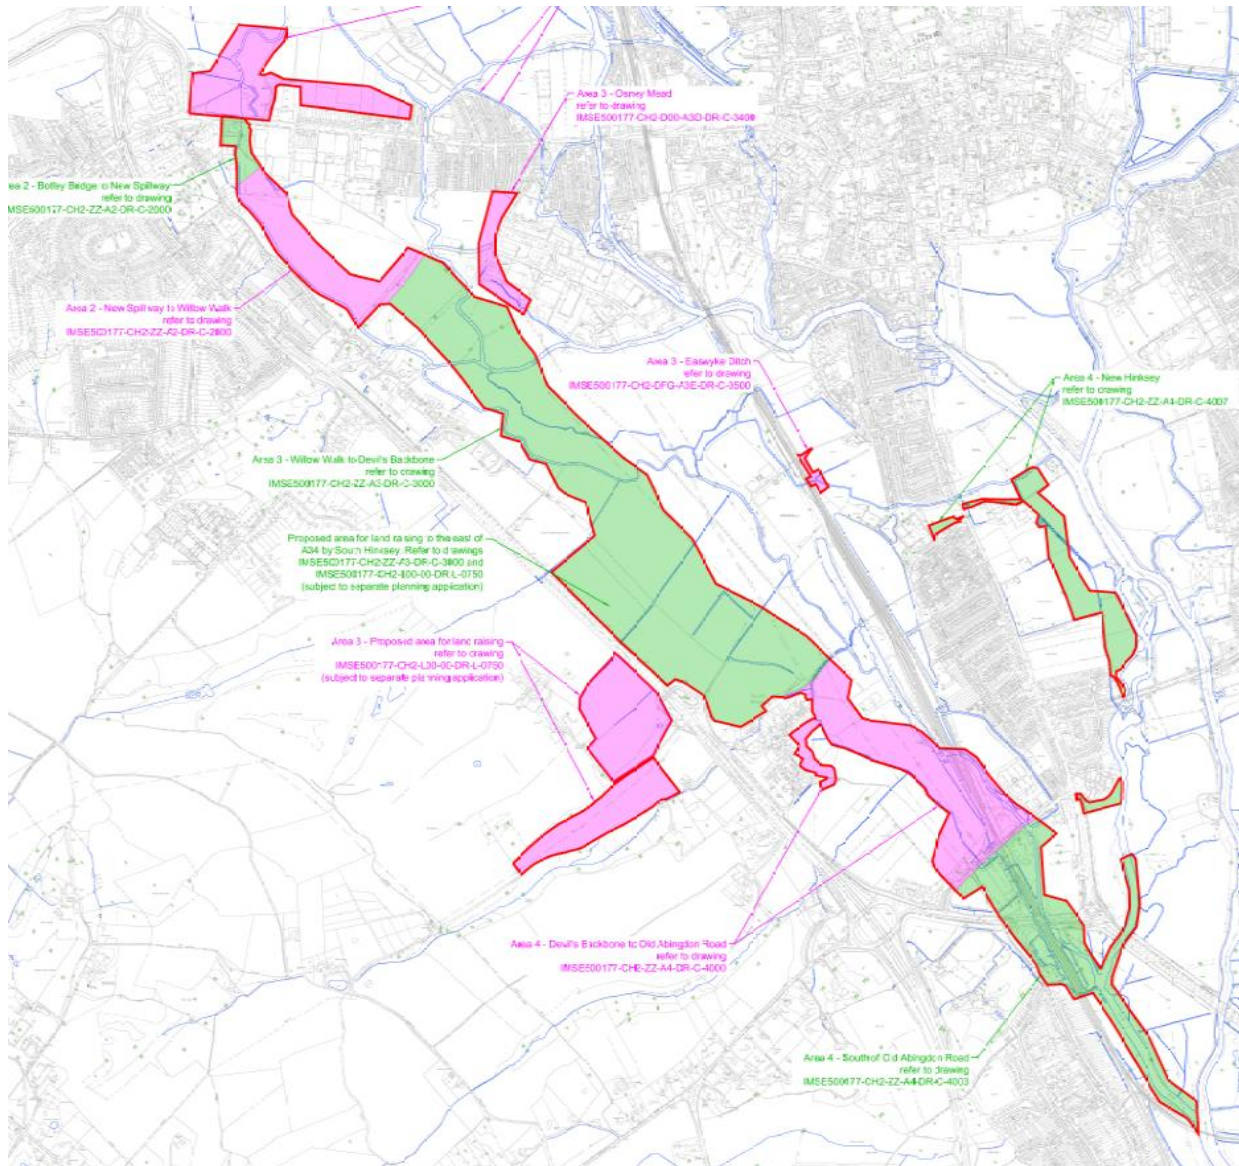 Area 3 - Osney Mead
refer to drawing
IMSE500177-CH2-D00-A3D-DR-C-3400
Area 2 - Botley Bridge to New Spillway
refer to drawing
IMSE500177-CH2-ZZ-A2-DR-C-2000
Area 2 - New Spillway to Willow Walk
refer to drawing
IMSE500177-CH2-ZZ-A2-DR-C-2000
Area 3 - Eastwyke Ditch
refer to drawing
IMSE500177-CH2-DFG-A3E-DR-C-3500
Area 4 - New Hinksey
refer to drawing
IMSE500177-CH2-ZZ-A4-DR-C-4007
Area 3 - Willow Walk to Devil's Backbone
refer to drawing
IMSE500177-CH2-ZZ-A3-DR-C-3000
Proposed area for land raising to the east of
A34 by South Hinksey. Refer to drawings
IMSE500177-CH2-ZZ-A3-DR-C-3000 and
IMSE500177-CH2-L00-00-DR-L-0750
(subject to separate planning application)
Area 3 - Proposed area for land raising
refer to drawing
IMSE500177-CH2-L00-00-DR-L-0750
(subject to separate planning application)
Area 4 - Devil's Backbone to Old Abingdon Road
refer to drawing
IMSE500177-CH2-ZZ-A4-DR-C-4000
Area 4 - South of Old Abingdon Road
refer to drawing
IMSE500177-CH2-ZZ-A4-DR-C-4003